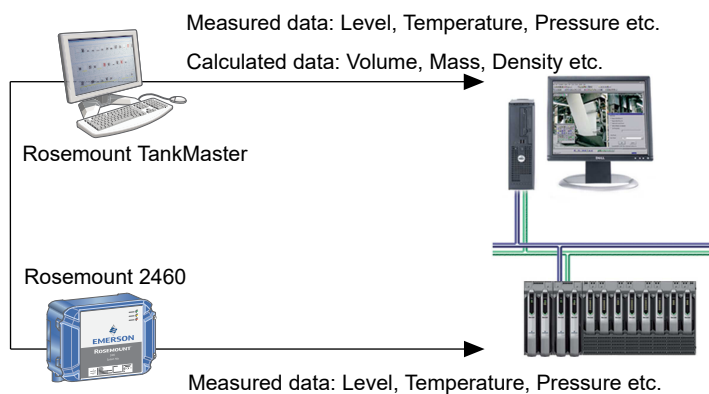 Measured data: Level, Temperature, Pressure etc.
Calculated data: Volume, Mass, Density etc.
Rosemount TankMaster
Rosemount 2460
EMERSON
ROSEMOUNT
Measured data: Level, Temperature, Pressure etc.